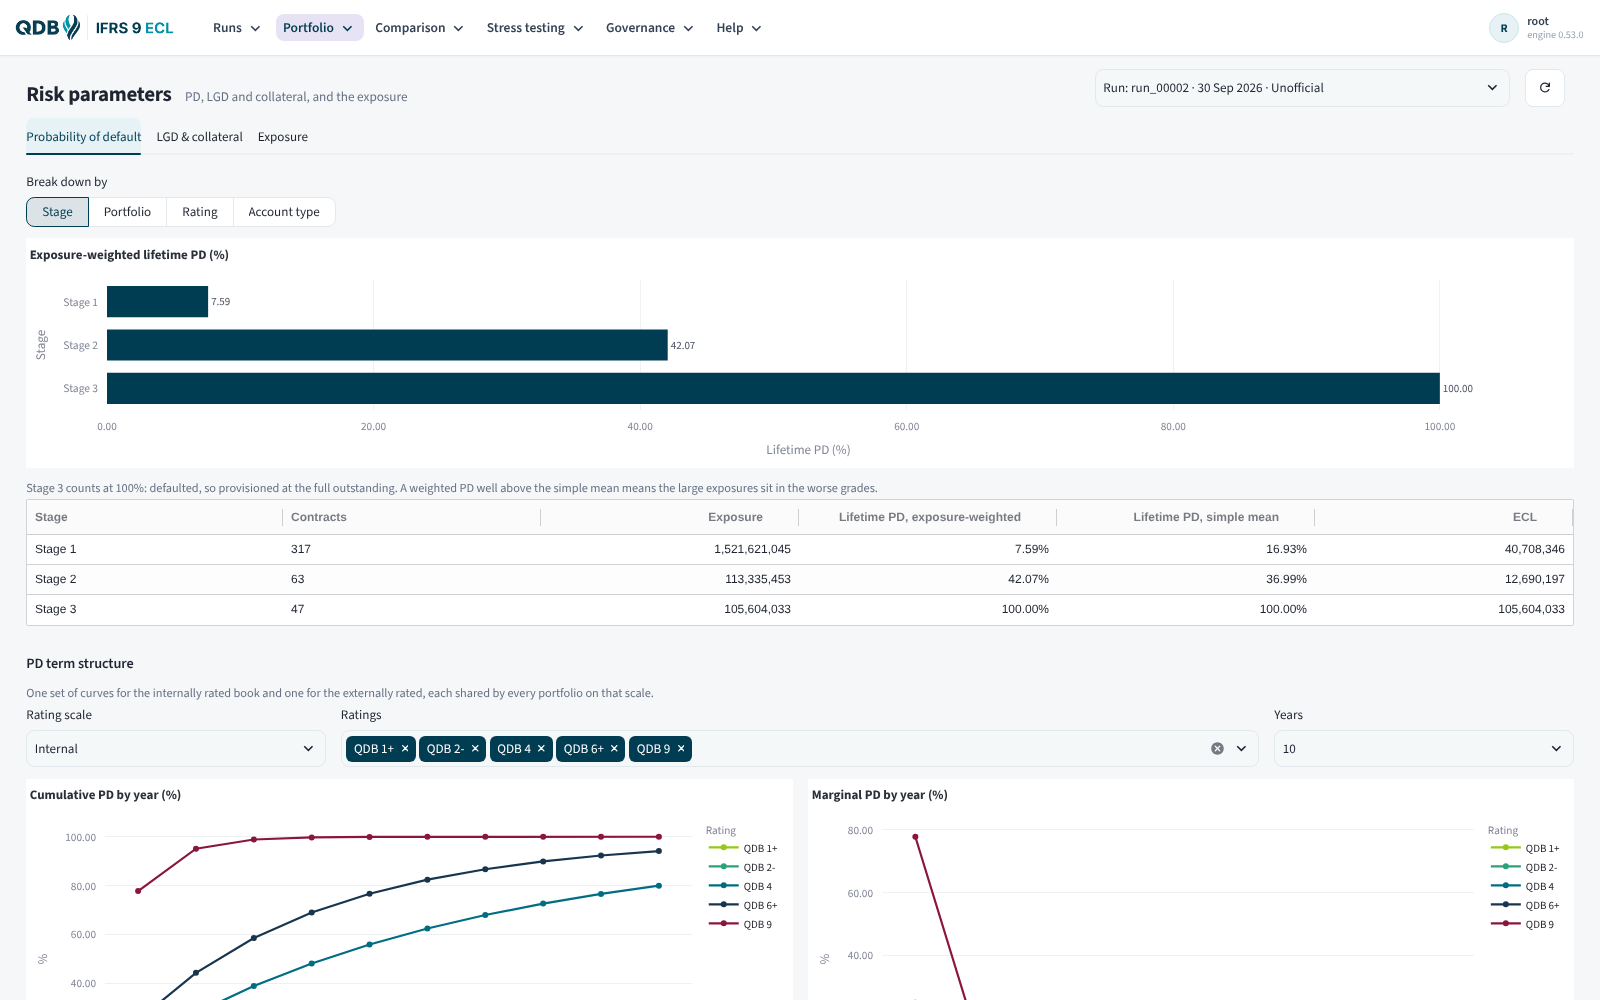 QDB IFRS 9 ECL Runs Portfolio Comparison Stress testing Governance Help R root
engine 0.53.0
Risk parameters PD, LGD and collateral, and the exposure Run: run_00002 · 30 Sep 2026 · Unofficial
Probability of default LGD & collateral Exposure
Break down by
Stage Portfolio Rating Account type
Exposure-weighted lifetime PD (%)
Stage 1 7.59
Stage 2 42.07
Stage 3 100.00
Stage
0.00 20.00 40.00 60.00 80.00 100.00
Lifetime PD (%)
Stage 3 counts at 100%: defaulted, so provisioned at the full outstanding. A weighted PD well above the simple mean means the large exposures sit in the worse grades.
Stage Contracts Exposure Lifetime PD, exposure-weighted Lifetime PD, simple mean ECL
Stage 1 317 1,521,621,045 7.59% 16.93% 40,708,346
Stage 2 63 113,335,453 42.07% 36.99% 12,690,197
Stage 3 47 105,604,033 100.00% 100.00% 105,604,033
PD term structure
One set of curves for the internally rated book and one for the externally rated, each shared by every portfolio on that scale.
Rating scale Ratings Years
Internal QDB 1+ × QDB 2- × QDB 4 × QDB 6+ × QDB 9 × 10
Cumulative PD by year (%)
100.00
80.00
60.00
40.00
%
Rating
QDB 1+
QDB 2-
QDB 4
QDB 6+
QDB 9
Marginal PD by year (%)
80.00
60.00
40.00
%
Rating
QDB 1+
QDB 2-
QDB 4
QDB 6+
QDB 9